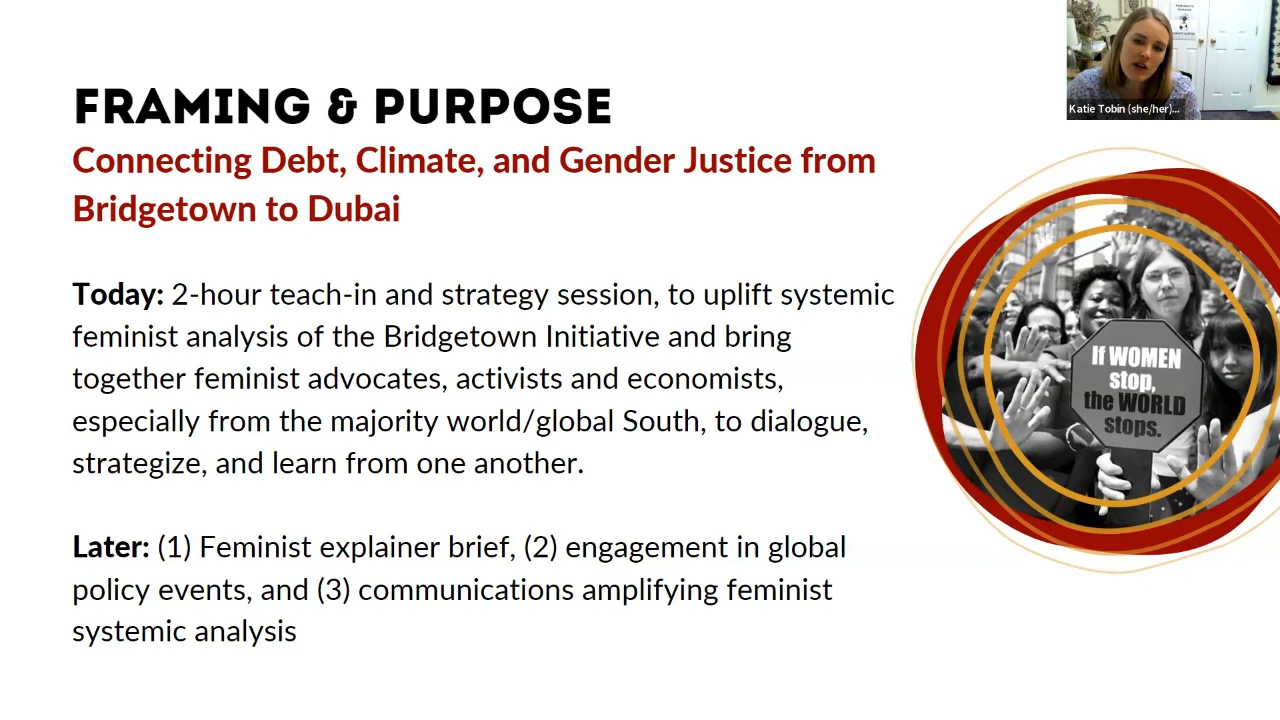 FRAMING & PURPOSE
Connecting Debt, Climate, and Gender Justice from
Bridgetown to Dubai
Today: 2-hour teach-in and strategy session, to uplift systemic
feminist analysis of the Bridgetown Initiative and bring
together feminist advocates, activists and economists,
especially from the majority world/global South, to dialogue,
strategize, and learn from one another.
Later: (1) Feminist explainer brief, (2) engagement in global
policy events, and (3) communications amplifying feminist
systemic analysis
Katie Tobin (she/her)...
If WOMEN
stop,
the WORLD
stops.